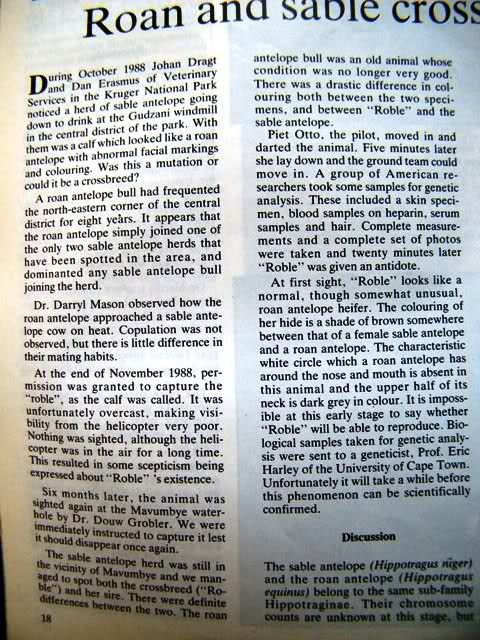 Roan and sable cross
During October 1988 Johan Dragt
and Dan Erasmus of Veterinary
Services in the Kruger National Park
noticed a herd of sable antelope going
down to drink at the Gudzani windmill
in the central district of the park. With
them was a calf which looked like a roan
antelope with abnormal facial markings
and colouring. Was this a mutation or
could it be a crossbreed?
A roan antelope bull had frequented
the north-eastern corner of the central
district for eight years. It appears that
the roan antelope simply joined one of
the only two sable antelope herds that
have been spotted in the area, and
dominanted any sable antelope bull
joining the herd.
Dr. Darryl Mason observed how the
roan antelope approached a sable ante-
lope cow on heat. Copulation was not
observed, but there is little difference in
their mating habits.
At the end of November 1988, per-
mission was granted to capture the
"roble", as the calf was called. It was
unfortunately overcast, making visi-
bility from the helicopter very poor.
Nothing was sighted, although the heli-
copter was in the air for a long time.
This resulted in some scepticism being
expressed about "Roble" 's existence.
Six months later, the animal was
sighted again at the Mavumbye water-
hole by Dr. Douw Grobler. We were
immediately instructed to capture it lest
it should disappear once again.
The sable antelope herd was still in
the vicinity of Mavumbye and we man-
aged to spot both the crossbreed ("Ro-
ble") and her sire. There were definite
differences between the two. The roan
18
antelope bull was an old animal whose
condition was no longer very good.
There was a drastic difference in col-
ouring both between the two speci-
mens, and between "Roble" and the
sable antelope.
Piet Otto, the pilot, moved in and
darted the animal. Five minutes later
she lay down and the ground team could
move in. A group of American re-
searchers took some samples for genetic
analysis. These included a skin speci-
men, blood samples on heparin, serum
samples and hair. Complete measure-
ments and a complete set of photos
were taken and twenty minutes later
"Roble" was given an antidote.
At first sight, "Roble" looks like a
normal, though somewhat unusual,
roan antelope heifer. The colouring of
her hide is a shade of brown somewhere
between that of a female sable antelope
and a roan antelope. The characteristic
white circle which a roan antelope has
around the nose and mouth is absent in
this animal and the upper half of its
neck is dark grey in colour. It is imposs-
ible at this early stage to say whether
"Roble" will be able to reproduce. Bio-
logical samples taken for genetic analy-
sis were sent to a geneticist, Prof. Eric
Harley of the University of Cape Town.
Unfortunately it will take a while before
this phenomenon can be scientifically
confirmed.
Discussion
The sable antelope (Hippotragus niger)
and the roan antelope (Hippotragus
equinus) belong to the same sub-family
Hippotraginae. Their chromosome
counts are unknown at this stage, but